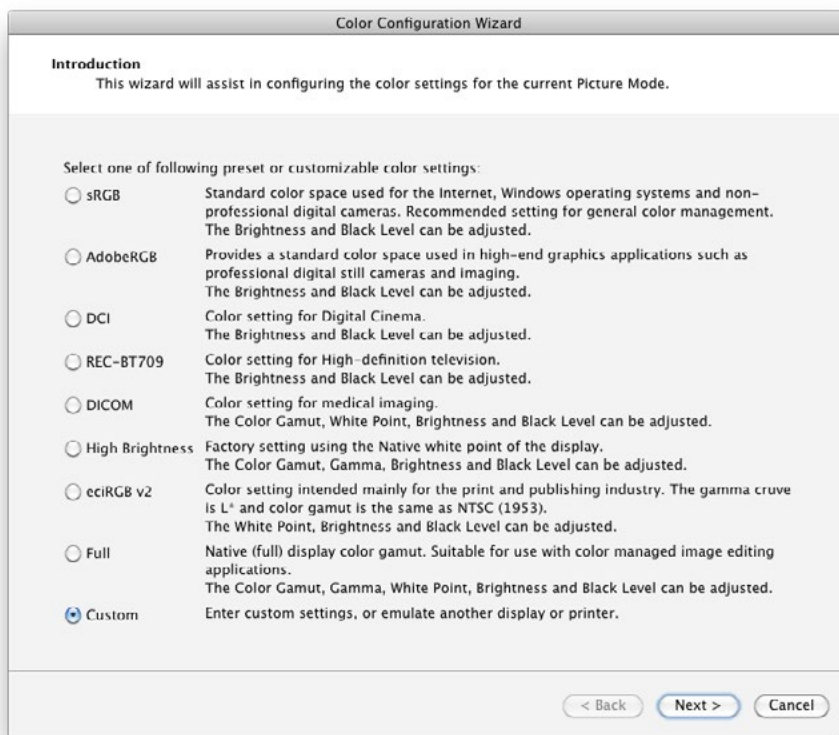 Color Configuration Wizard
Introduction
This wizard will assist in configuring the color settings for the current Picture Mode.
Select one of following preset or customizable color settings:
sRGB Standard color space used for the Internet, Windows operating systems and non-
professional digital cameras. Recommended setting for general color management.
The Brightness and Black Level can be adjusted.
AdobeRGB Provides a standard color space used in high-end graphics applications such as
professional digital still cameras and imaging.
The Brightness and Black Level can be adjusted.
DCI Color setting for Digital Cinema.
The Brightness and Black Level can be adjusted.
REC-BT709 Color setting for High-definition television.
The Brightness and Black Level can be adjusted.
DICOM Color setting for medical imaging.
The Color Gamut, White Point, Brightness and Black Level can be adjusted.
High Brightness Factory setting using the Native white point of the display.
The Color Gamut, Gamma, Brightness and Black Level can be adjusted.
eciRGB v2 Color setting intended mainly for the print and publishing industry. The gamma cruve
is L* and color gamut is the same as NTSC (1953).
The White Point, Brightness and Black Level can be adjusted.
Full Native (full) display color gamut. Suitable for use with color managed image editing
applications.
The Color Gamut, Gamma, White Point, Brightness and Black Level can be adjusted.
Custom Enter custom settings, or emulate another display or printer.
< Back Next > Cancel